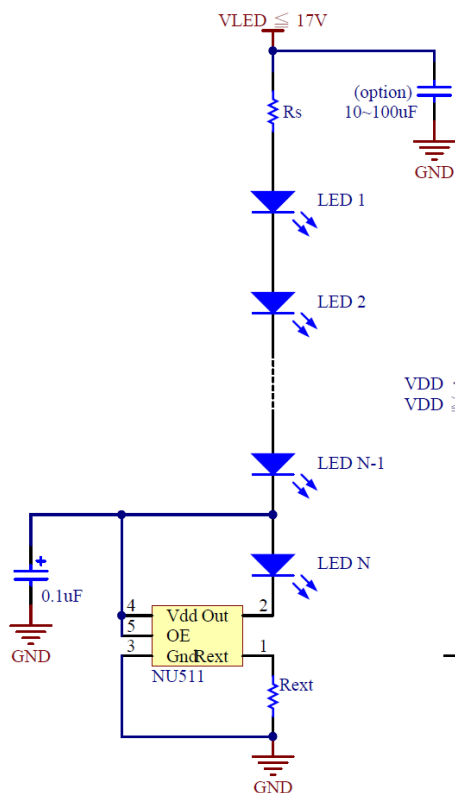 VLED ≦ 17V
(option)
10~100uF
Rs
GND
LED 1
LED 2
VDD
VDD ≧
LED N-1
LED N
0.1uF
4 Vdd Out 2
5 OE
3 Gnd Rext 1
NU511
GND
Rext
GND